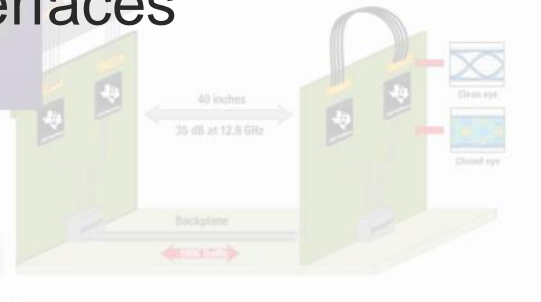 erfaces
40 inches
35 dB at 12.9 GHz
Clean eye
Closed eye
Backplane